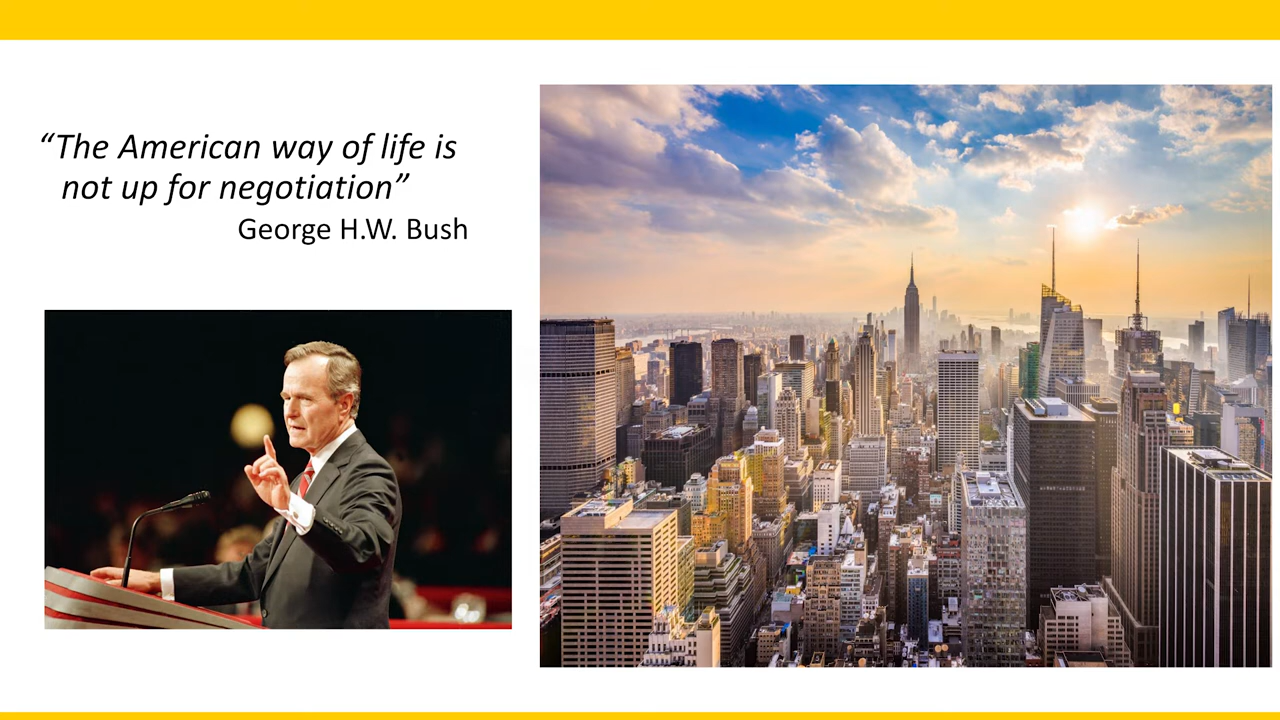 “The American way of life is
not up for negotiation”
George H.W. Bush